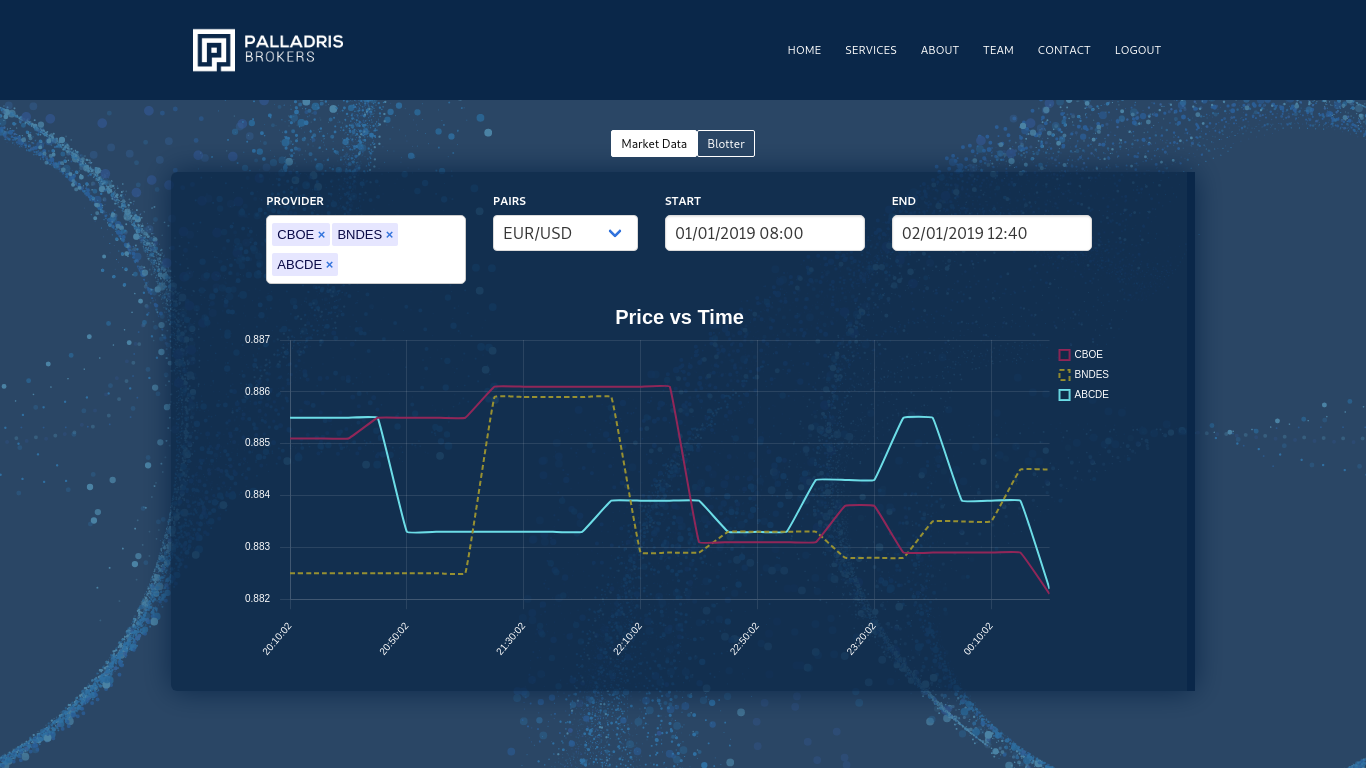 PALLADRIS
BROKERS
HOME SERVICES ABOUT TEAM CONTACT LOGOUT
Market Data Blotter
PROVIDER PAIRS START END
CBOE × BNDES ×
ABCDE ×
EUR/USD
01/01/2019 08:00
02/01/2019 12:40
Price vs Time
0.887
0.886
0.885
0.884
0.883
0.882
CBOE
BNDES
ABCDE
20:10:02 20:50:02 21:30:02 22:10:02 22:50:02 23:20:02 00:10:02